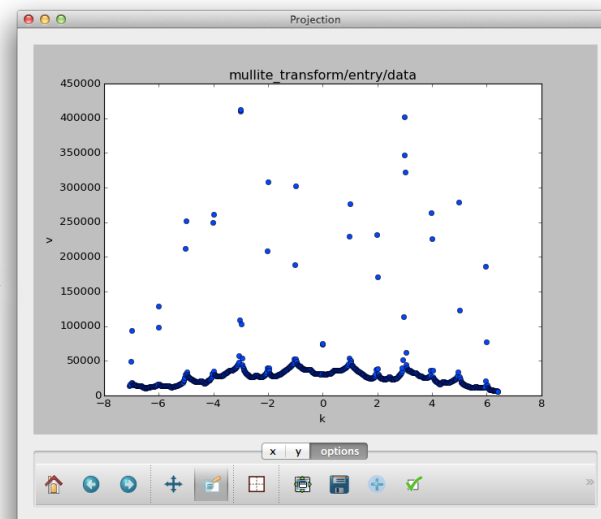 Projection
mullite_transform/entry/data
450000
400000
350000
300000
250000
200000
150000
100000
50000
0
v
−8 −6 −4 −2 0 2 4 6 8
k
x y options
»